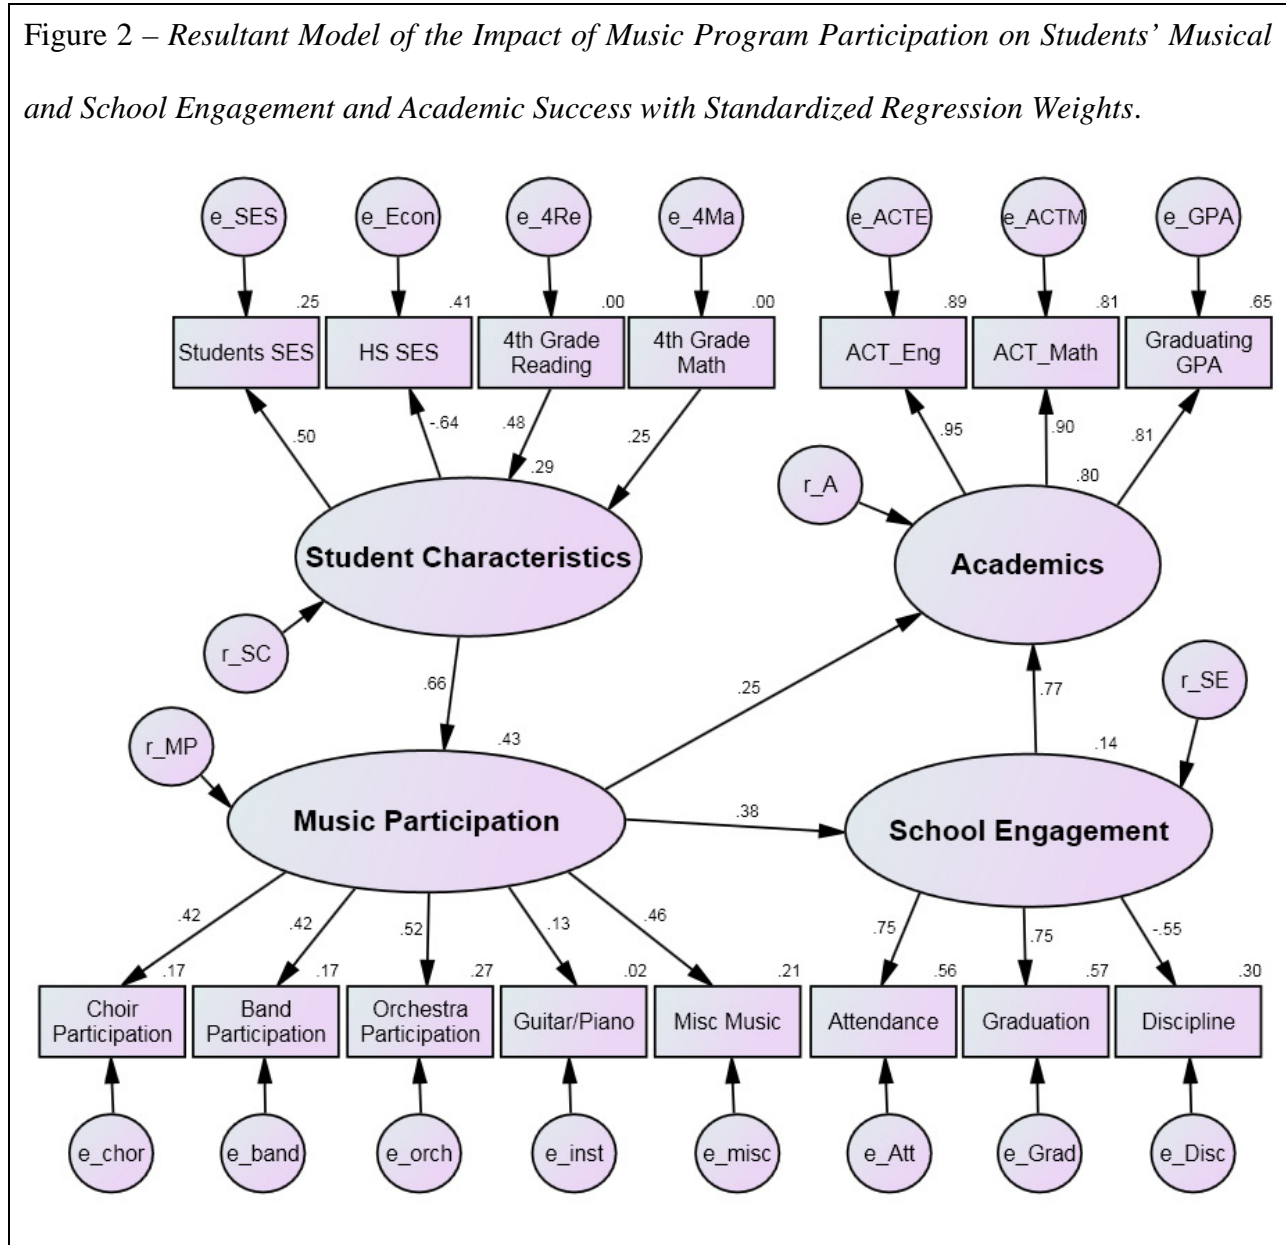 Figure 2 – Resultant Model of the Impact of Music Program Participation on Students’ Musical
and School Engagement and Academic Success with Standardized Regression Weights.
e_SES
e_Econ
e_4Re
e_4Ma
e_ACTE
e_ACTM
e_GPA
.25
.41
.00
.00
.89
.81
.65
Students SES
HS SES
4th Grade
Reading
4th Grade
Math
ACT_Eng
ACT_Math
Graduating
GPA
.50
-.64
.48
.25
.95
.90
.81
.29
.80
r_A
Student Characteristics
Academics
r_SC
.66
.25
.77
r_SE
r_MP
.43
.14
Music Participation
.38
School Engagement
.42
.42
.52
.13
.46
.75
.75
-.55
.17
.17
.27
.02
.21
.56
.57
.30
Choir
Participation
Band
Participation
Orchestra
Participation
Guitar/Piano
Misc Music
Attendance
Graduation
Discipline
e_chor
e_band
e_orch
e_inst
e_misc
e_Att
e_Grad
e_Disc